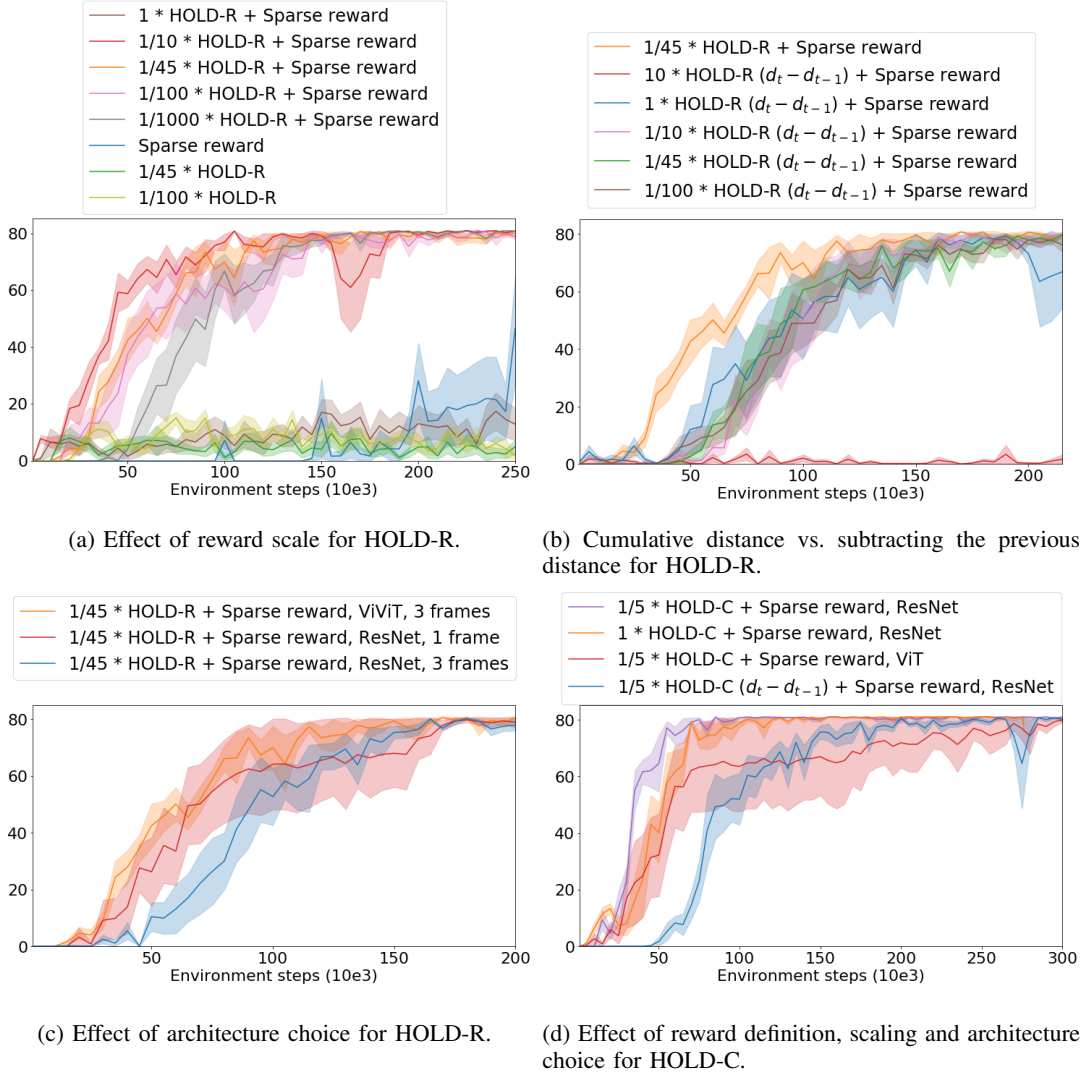 1 * HOLD-R + Sparse reward
1/10 * HOLD-R + Sparse reward
1/45 * HOLD-R + Sparse reward
1/100 * HOLD-R + Sparse reward
1/1000 * HOLD-R + Sparse reward
Sparse reward
1/45 * HOLD-R
1/100 * HOLD-R
80
60
40
20
0
50 100 150 200 250
Environment steps (10e3)
(a) Effect of reward scale for HOLD-R.
1/45 * HOLD-R + Sparse reward
10 * HOLD-R (d_t − d_{t−1}) + Sparse reward
1 * HOLD-R (d_t − d_{t−1}) + Sparse reward
1/10 * HOLD-R (d_t − d_{t−1}) + Sparse reward
1/45 * HOLD-R (d_t − d_{t−1}) + Sparse reward
1/100 * HOLD-R (d_t − d_{t−1}) + Sparse reward
80
60
40
20
0
50 100 150 200
Environment steps (10e3)
(b) Cumulative distance vs. subtracting the previous
distance for HOLD-R.
1/45 * HOLD-R + Sparse reward, ViViT, 3 frames
1/45 * HOLD-R + Sparse reward, ResNet, 1 frame
1/45 * HOLD-R + Sparse reward, ResNet, 3 frames
80
60
40
20
0
50 100 150 200
Environment steps (10e3)
(c) Effect of architecture choice for HOLD-R.
1/5 * HOLD-C + Sparse reward, ResNet
1 * HOLD-C + Sparse reward, ResNet
1/5 * HOLD-C + Sparse reward, ViT
1/5 * HOLD-C (d_t − d_{t−1}) + Sparse reward, ResNet
80
60
40
20
0
50 100 150 200 250 300
Environment steps (10e3)
(d) Effect of reward definition, scaling and architecture
choice for HOLD-C.